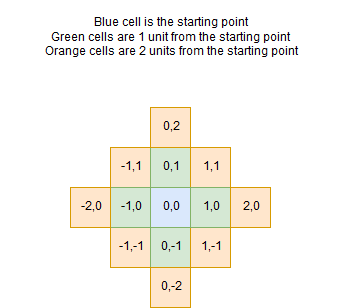 Blue cell is the starting point
Green cells are 1 unit from the starting point
Orange cells are 2 units from the starting point
0,2
-1,1 0,1 1,1
-2,0 -1,0 0,0 1,0 2,0
-1,-1 0,-1 1,-1
0,-2